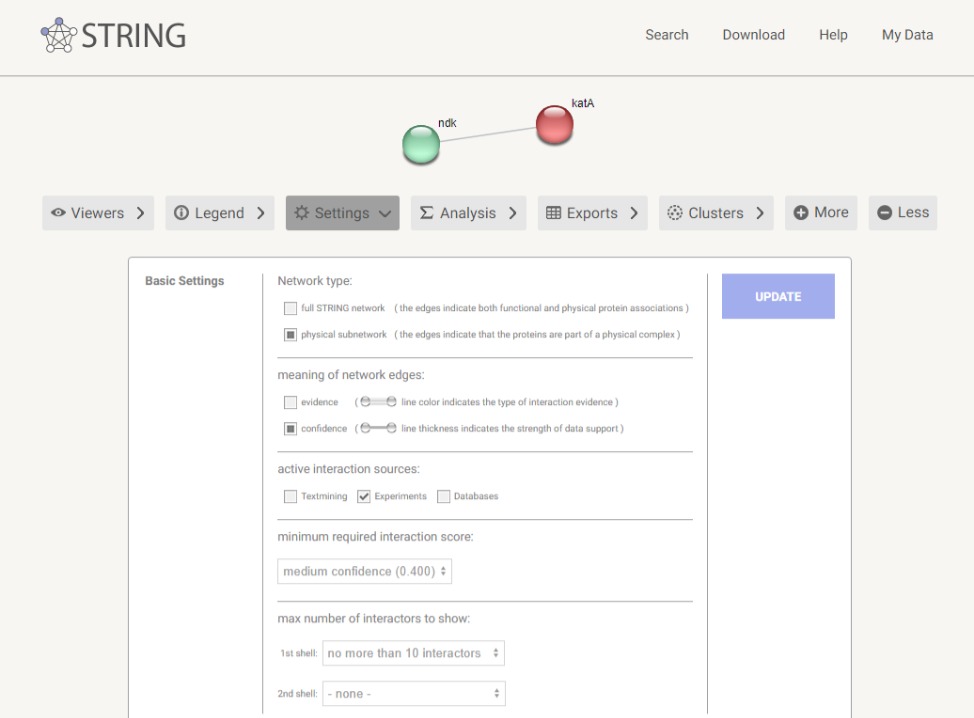 STRING
Search Download Help My Data
katA
ndk
Viewers Legend Settings Analysis Exports Clusters More Less
Basic Settings
Network type:
UPDATE
full STRING network ( the edges indicate both functional and physical protein associations )
physical subnetwork ( the edges indicate that the proteins are part of a physical complex )
meaning of network edges:
evidence ( line color indicates the type of interaction evidence )
confidence ( line thickness indicates the strength of data support )
active interaction sources:
Textmining Experiments Databases
minimum required interaction score:
medium confidence (0.400)
max number of interactors to show:
1st shell: no more than 10 interactors
2nd shell: - none -